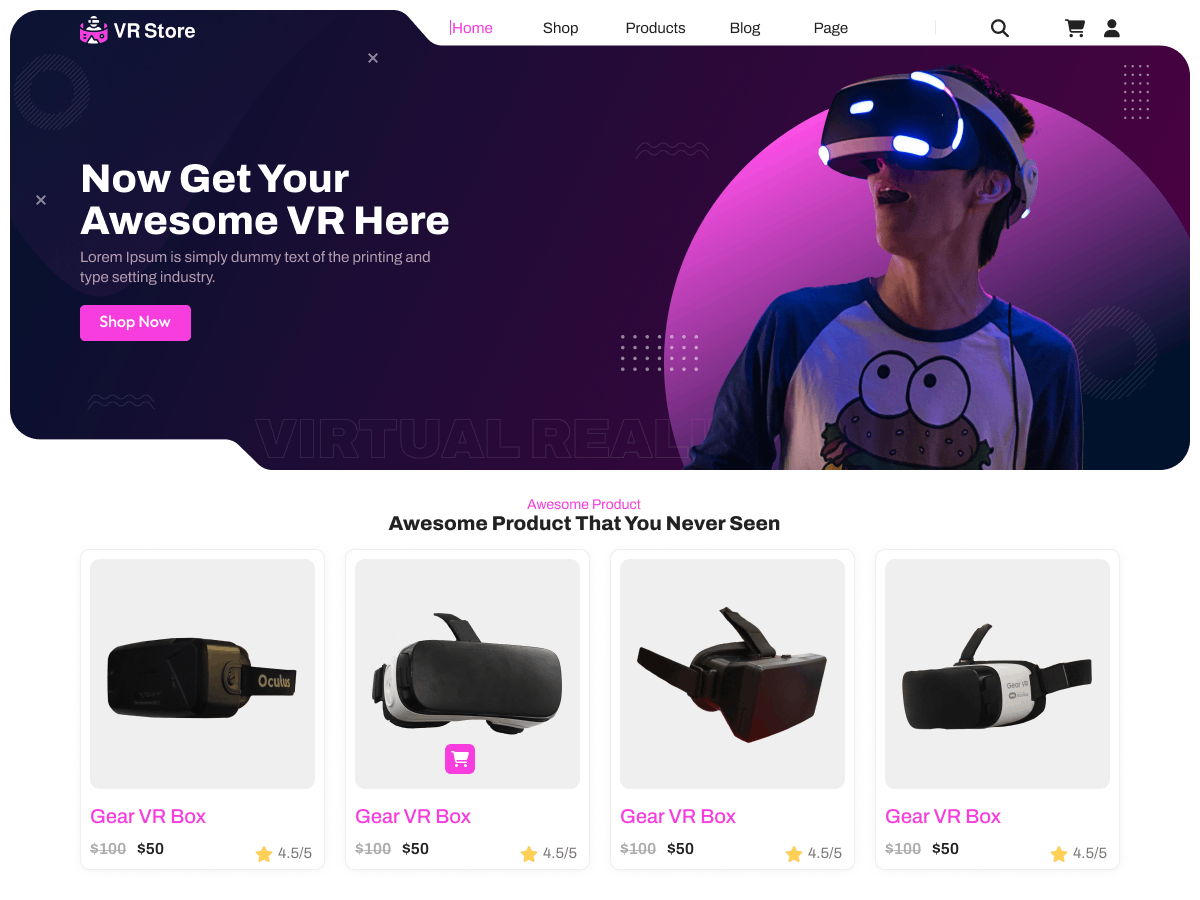 VR Store
Home
Shop
Products
Blog
Page
Now Get Your
Awesome VR Here
Lorem Ipsum is simply dummy text of the printing and
type setting industry.
Shop Now
VIRTUAL
Awesome Product
Awesome Product That You Never Seen
Oculus
Gear VR
Gear VR Box
$100 $50
4.5/5
Gear VR Box
$100 $50
4.5/5
Gear VR Box
$100 $50
4.5/5
Gear VR Box
$100 $50
4.5/5